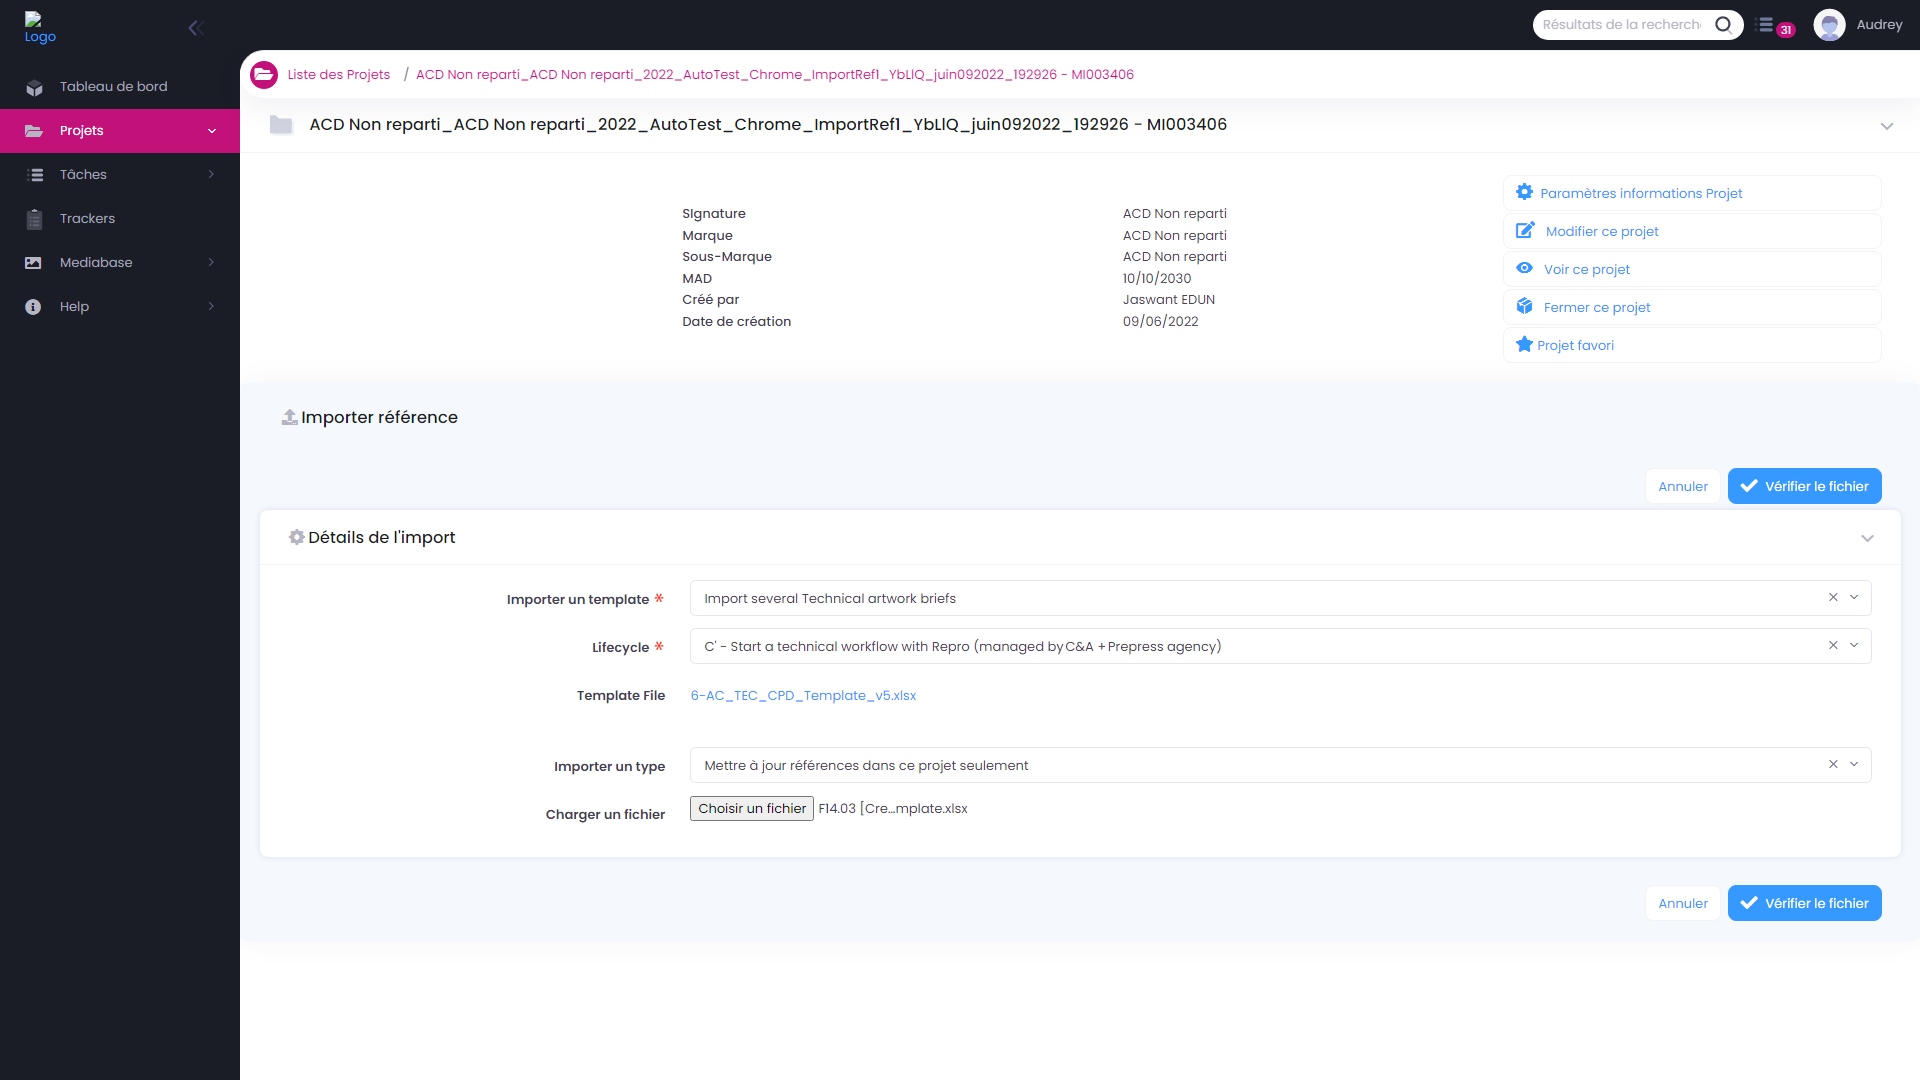 Logo
Résultats de la recherch
31
Audrey
Tableau de bord
Projets
Tâches
Trackers
Mediabase
Help
Liste des Projets / ACD Non reparti_ACD Non reparti_2022_AutoTest_Chrome_ImportRef1_YbLlQ_juin092022_192926 - MI003406
ACD Non reparti_ACD Non reparti_2022_AutoTest_Chrome_ImportRef1_YbLlQ_juin092022_192926 - MI003406
SIgnature ACD Non reparti
Marque ACD Non reparti
Sous-Marque ACD Non reparti
MAD 10/10/2030
Créé par Jaswant EDUN
Date de création 09/06/2022
Paramètres informations Projet
Modifier ce projet
Voir ce projet
Fermer ce projet
Projet favori
Importer référence
Annuler Vérifier le fichier
Détails de l'import
Importer un template * Import several Technical artwork briefs
Lifecycle * C' - Start a technical workflow with Repro (managed by C&A + Prepress agency)
Template File 6-AC_TEC_CPD_Template_v5.xlsx
Importer un type Mettre à jour références dans ce projet seulement
Charger un fichier Choisir un fichier F14.03 [Cre...mplate.xlsx
Annuler Vérifier le fichier